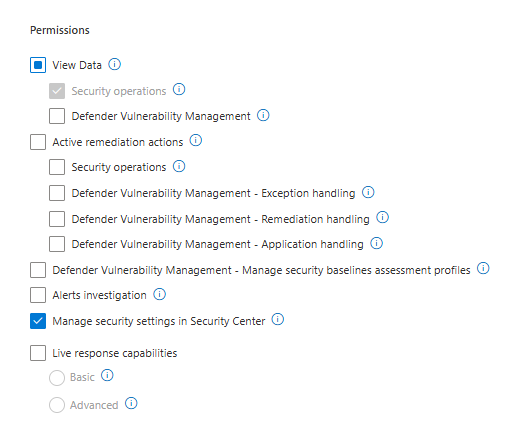 Permissions
View Data
Security operations
Defender Vulnerability Management
Active remediation actions
Security operations
Defender Vulnerability Management - Exception handling
Defender Vulnerability Management - Remediation handling
Defender Vulnerability Management - Application handling
Defender Vulnerability Management - Manage security baselines assessment profiles
Alerts investigation
Manage security settings in Security Center
Live response capabilities
Basic
Advanced